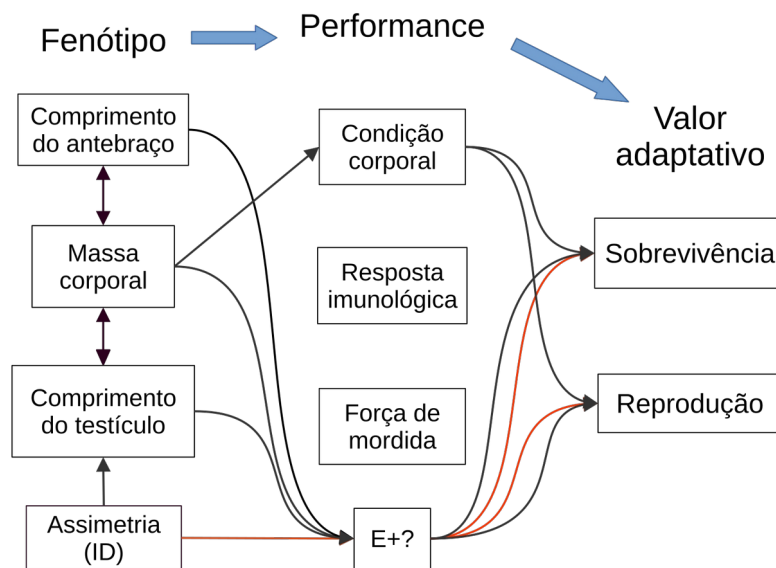 Fenótipo
Performance
Valor
adaptativo
Comprimento
do antebraço
Massa
corporal
Comprimento
do testículo
Assimetria
(ID)
Condição
corporal
Resposta
imunológica
Força de
mordida
E+?
Sobrevivência
Reprodução